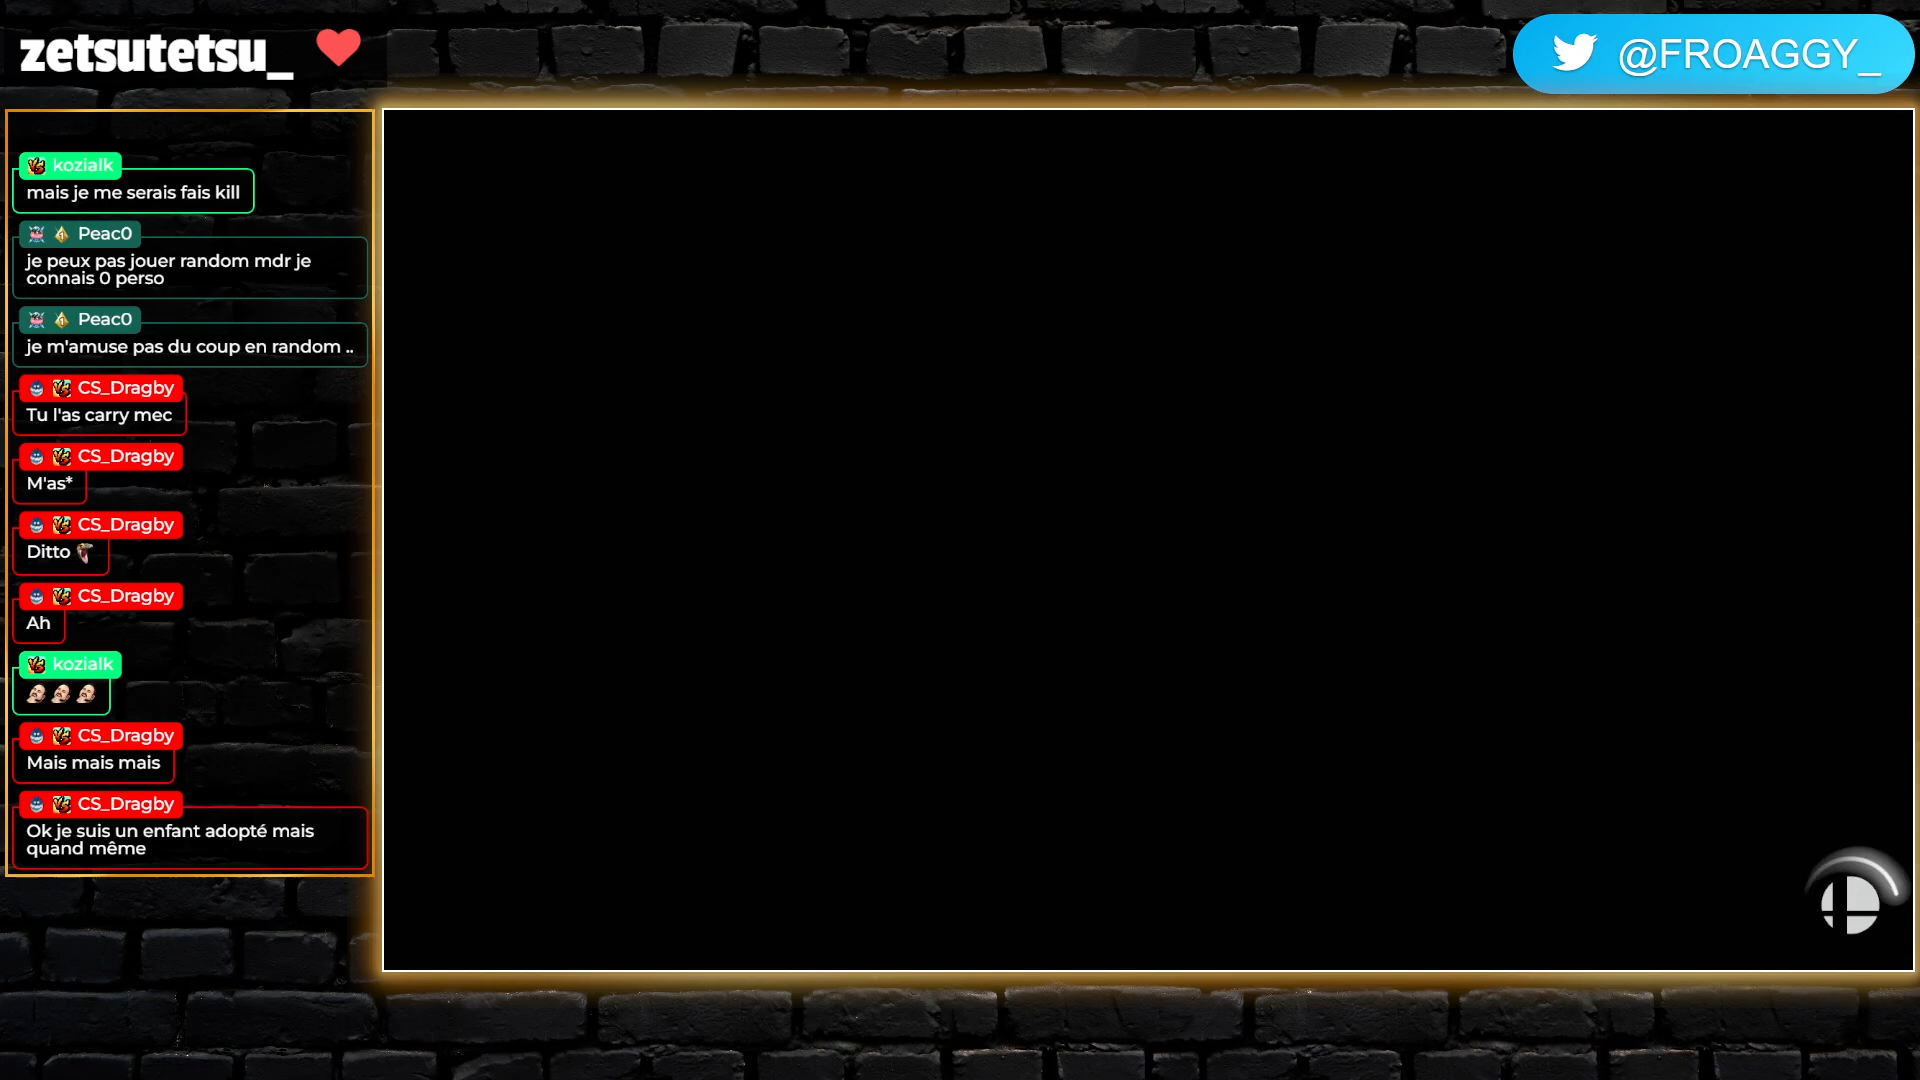 zetsutetsu_
@FROAGGY_
kozialk
mais je me serais fais kill
Peac0
je peux pas jouer random mdr je
connais 0 perso
Peac0
je m'amuse pas du coup en random ..
CS_Dragby
Tu l'as carry mec
CS_Dragby
M'as*
CS_Dragby
Ditto
CS_Dragby
Ah
kozialk
CS_Dragby
Mais mais mais
CS_Dragby
Ok je suis un enfant adopté mais
quand même